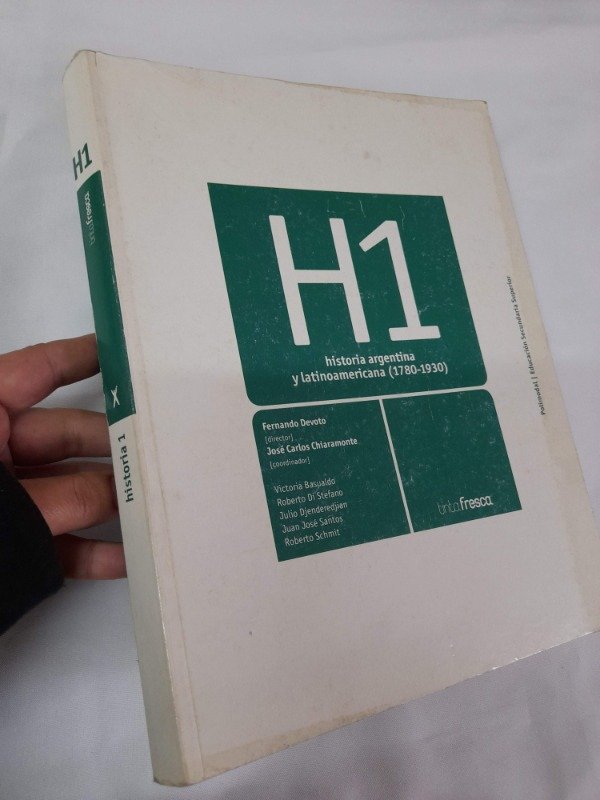 H1
tintafresca
historia 1
H1
historia argentina
y latinoamericana (1780-1930)
Fernando Devoto
[director]
José Carlos Chiaramonte
[coordinador]
Victoria Basualdo
Roberto Di Stefano
Julio Djenderedjian
Juan José Santos
Roberto Schmit
tintafresca
Polimodal | Educación Secundaria Superior